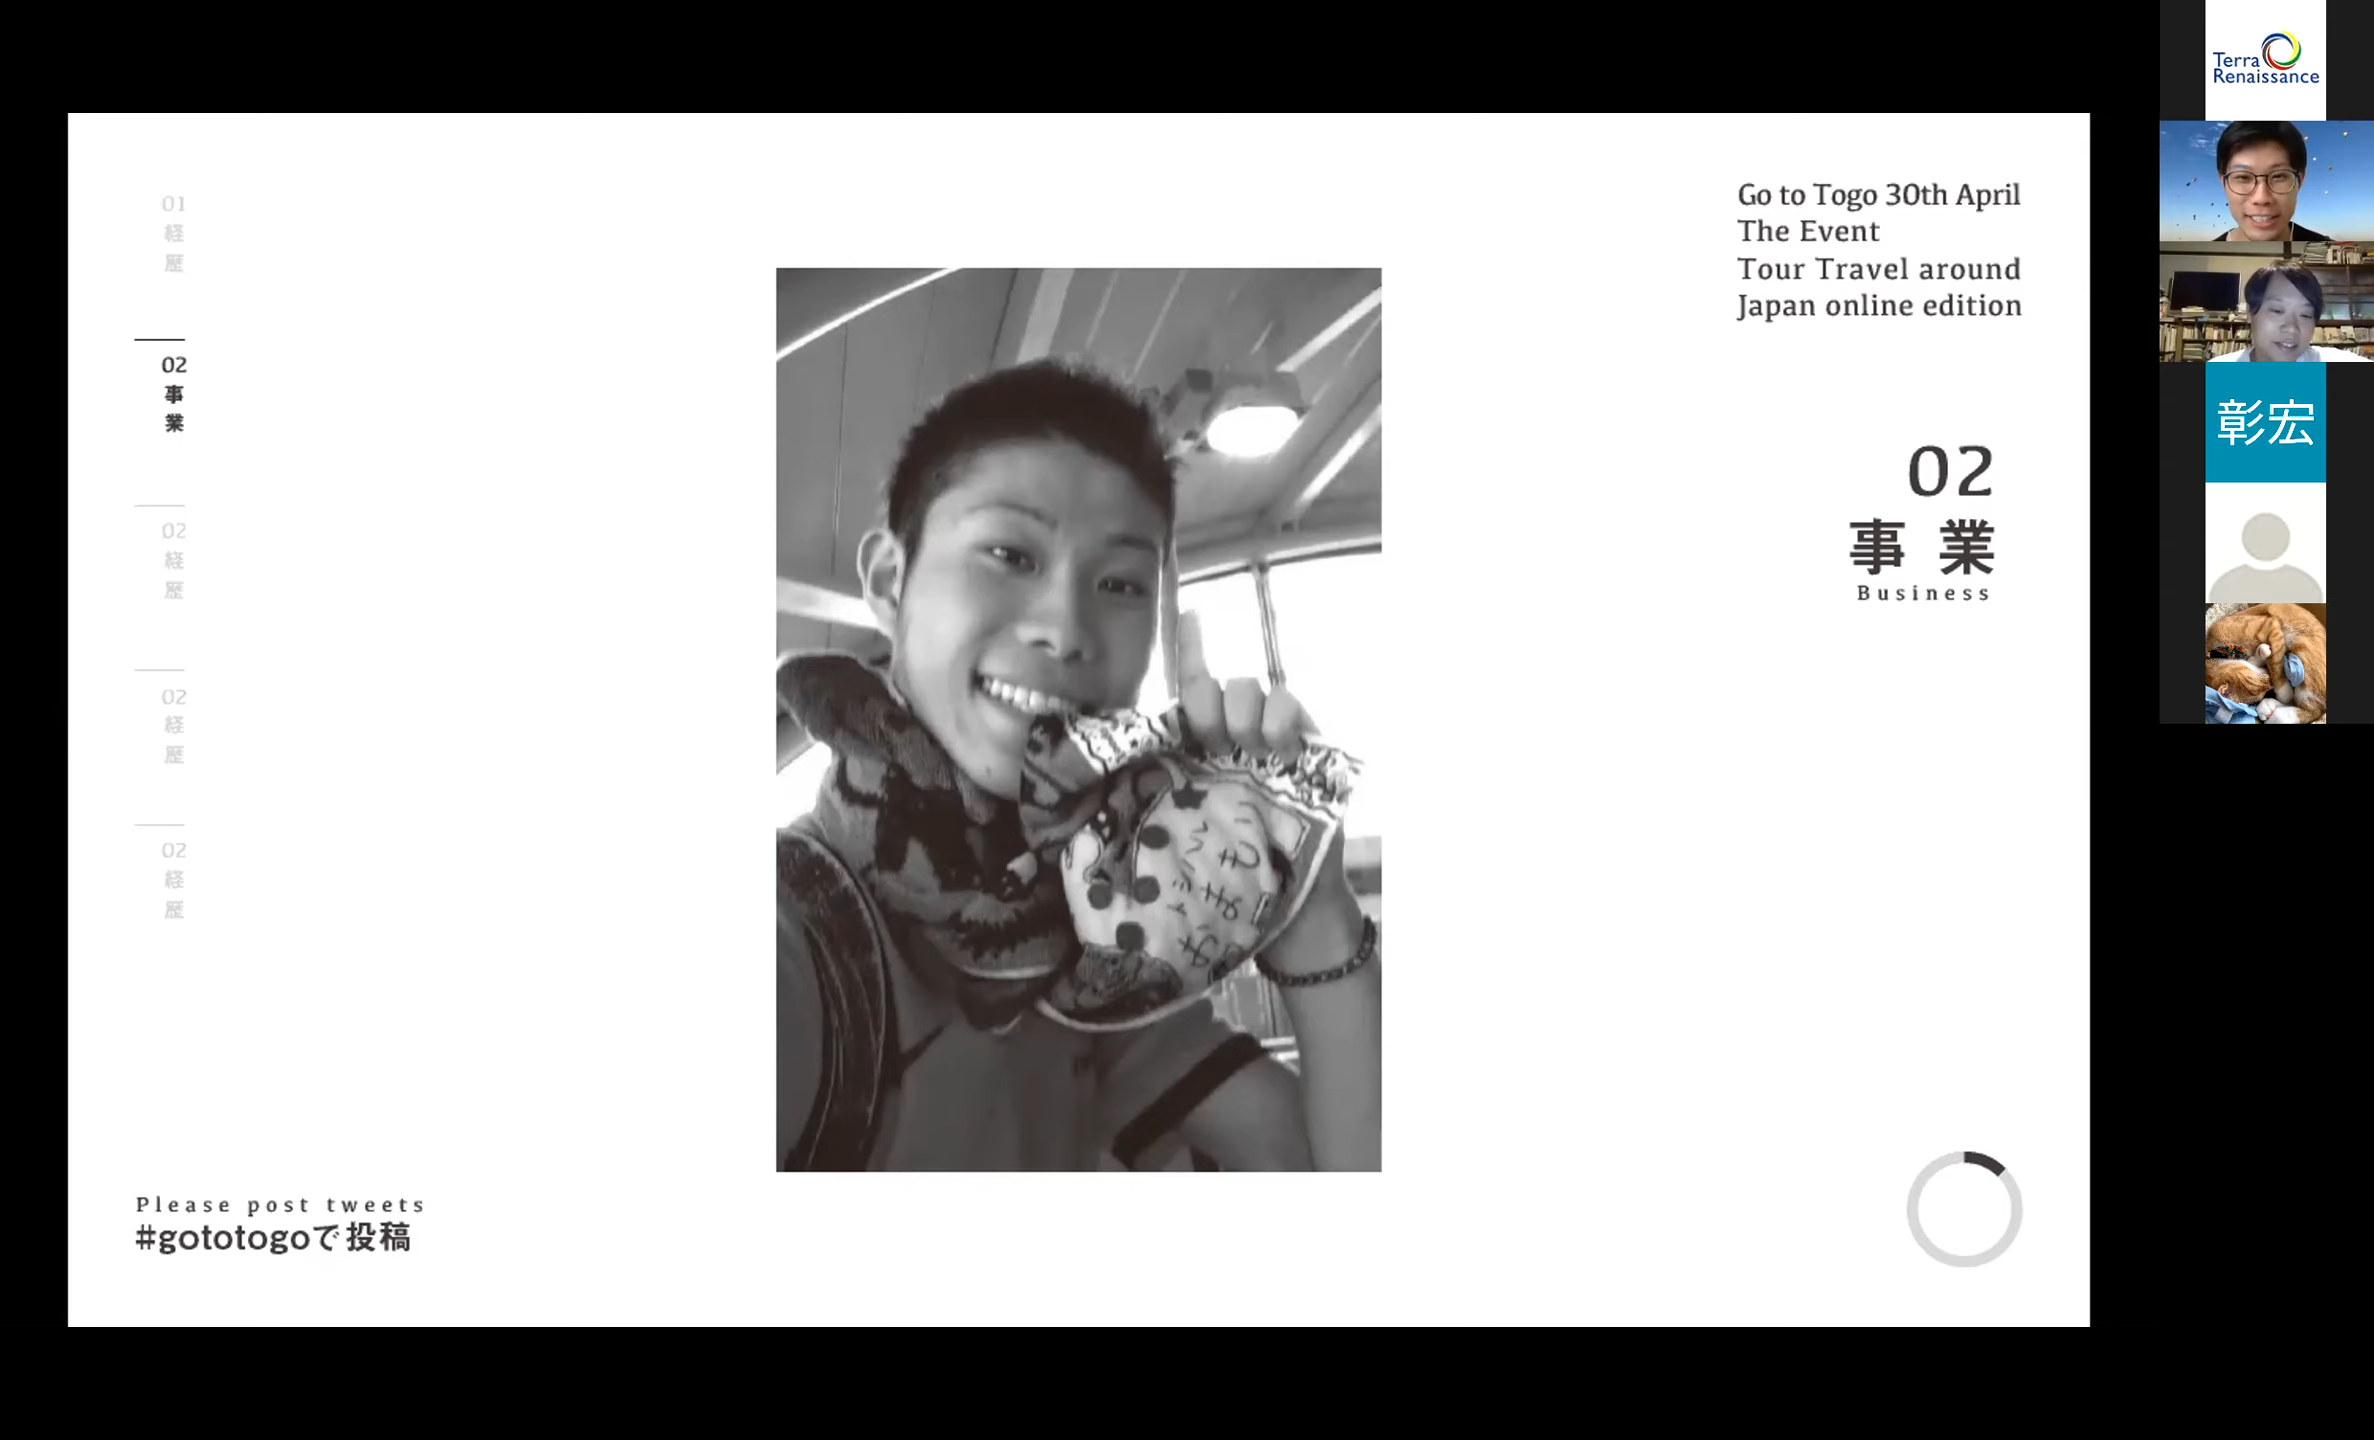 01
経
歴
02
事
業
02
経
歴
02
経
歴
02
経
歴
Please post tweets
#gototogoで投稿
Go to Togo 30th April
The Event
Tour Travel around
Japan online edition
02
事業
Business
Terra
Renaissance
彰宏